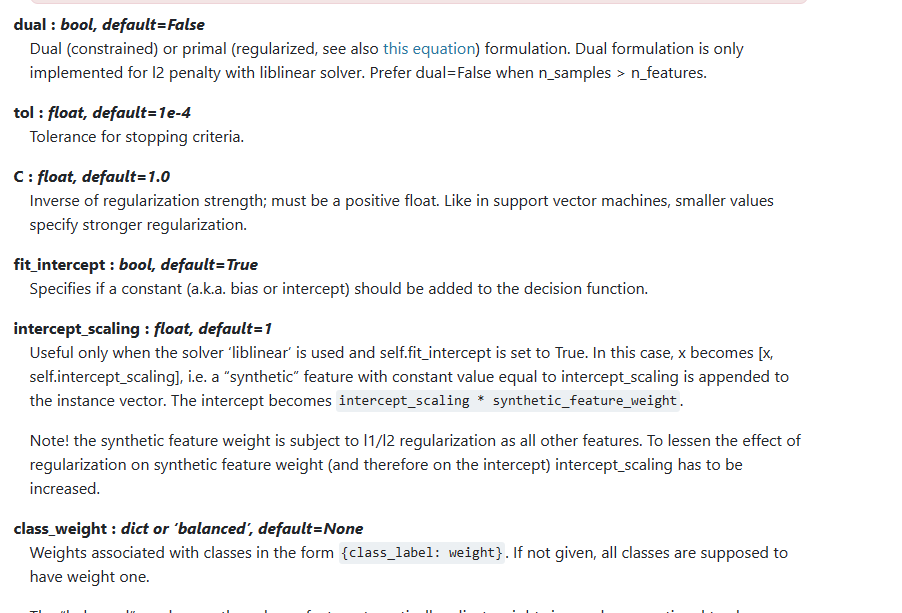 dual : bool, default=False
Dual (constrained) or primal (regularized, see also this equation) formulation. Dual formulation is only
implemented for l2 penalty with liblinear solver. Prefer dual=False when n_samples > n_features.
tol : float, default=1e-4
Tolerance for stopping criteria.
C : float, default=1.0
Inverse of regularization strength; must be a positive float. Like in support vector machines, smaller values
specify stronger regularization.
fit_intercept : bool, default=True
Specifies if a constant (a.k.a. bias or intercept) should be added to the decision function.
intercept_scaling : float, default=1
Useful only when the solver ‘liblinear’ is used and self.fit_intercept is set to True. In this case, x becomes [x,
self.intercept_scaling], i.e. a “synthetic” feature with constant value equal to intercept_scaling is appended to
the instance vector. The intercept becomes intercept_scaling * synthetic_feature_weight.
Note! the synthetic feature weight is subject to l1/l2 regularization as all other features. To lessen the effect of
regularization on synthetic feature weight (and therefore on the intercept) intercept_scaling has to be
increased.
class_weight : dict or ‘balanced’, default=None
Weights associated with classes in the form {class_label: weight}. If not given, all classes are supposed to
have weight one.